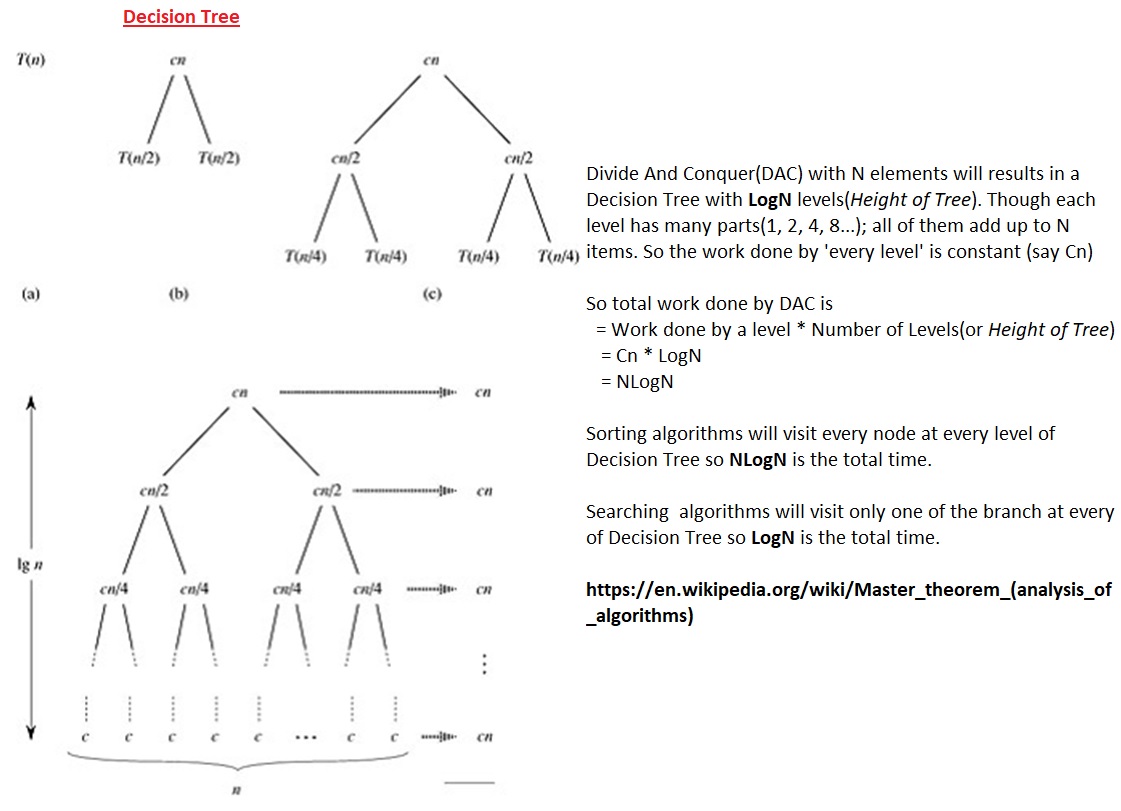 Decision Tree
T(n)
cn
cn
T(n/2) T(n/2)
cn/2 cn/2
T(n/4) T(n/4) T(n/4) T(n/4)
(a) (b) (c)
cn cn
cn/2 cn/2 cn
lg n
cn/4 cn/4 cn/4 cn/4 cn
⋮
c c c c c ... c c cn
n
Divide And Conquer(DAC) with N elements will results in a
Decision Tree with LogN levels(Height of Tree). Though each
level has many parts(1, 2, 4, 8...); all of them add up to N
items. So the work done by 'every level' is constant (say Cn)
So total work done by DAC is
= Work done by a level * Number of Levels(or Height of Tree)
= Cn * LogN
= NLogN
Sorting algorithms will visit every node at every level of
Decision Tree so NLogN is the total time.
Searching algorithms will visit only one of the branch at every
of Decision Tree so LogN is the total time.
https://en.wikipedia.org/wiki/Master_theorem_(analysis_of
_algorithms)